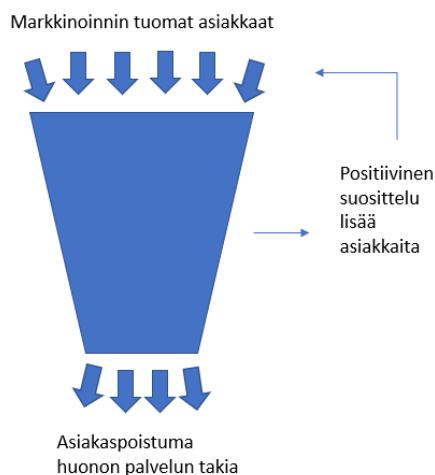 Markkinoinnin tuomat asiakkaat
Positiivinen
suosittelu
lisää
asiakkaita
Asiakaspoistuma
huonon palvelun takia